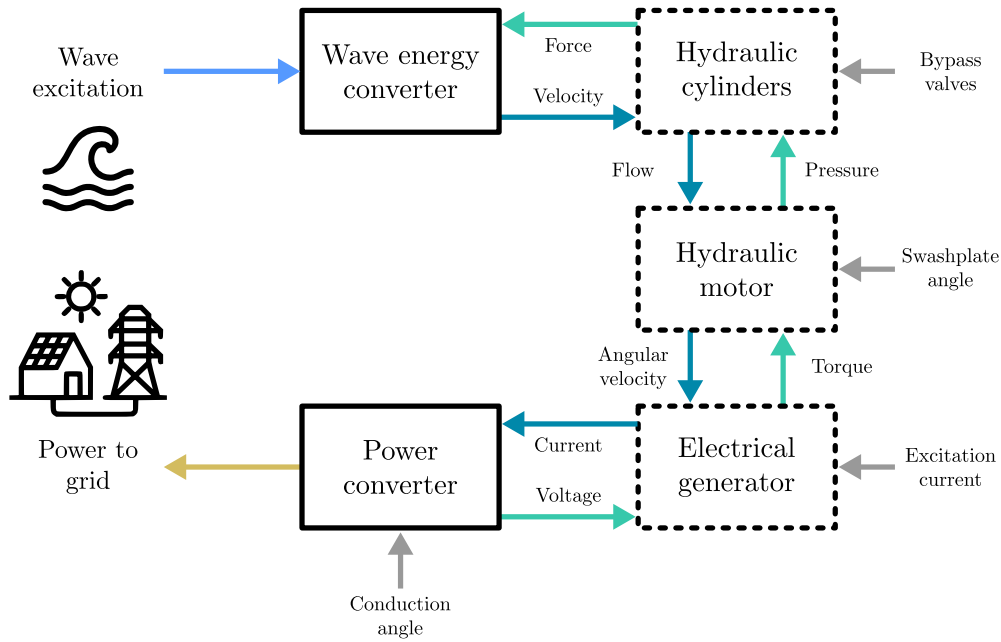 Wave
excitation
Wave energy
converter
Force
Velocity
Hydraulic
cylinders
Bypass
valves
Flow
Pressure
Hydraulic
motor
Swashplate
angle
Angular
velocity
Torque
Power to
grid
Power
converter
Current
Voltage
Electrical
generator
Excitation
current
Conduction
angle